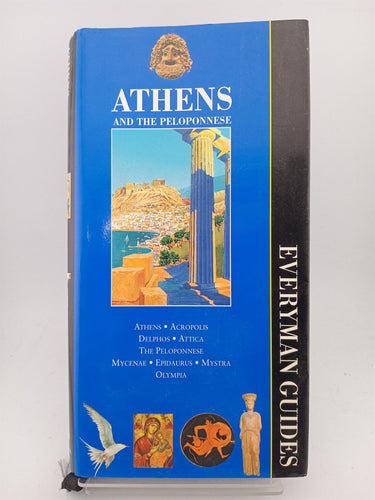 ATHENS
AND THE PELOPONNESE
ATHENS • ACROPOLIS
DELPHOS • ATTICA
THE PELOPONNESE
MYCENAE • EPIDAURUS • MYSTRA
OLYMPIA
EVERYMAN GUIDES